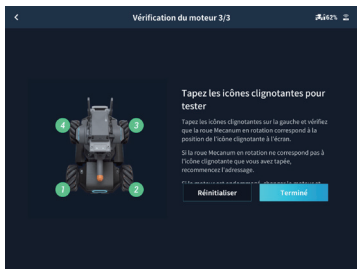 Vérification du moteur 3/3
62%
Tapez les icônes clignotantes pour
tester
Tapez les icônes clignotantes sur la gauche et vérifiez
que la roue Mecanum en rotation correspond à la
position de l'icône clignotante à l'écran.
Si la roue Mecanum en rotation ne correspond pas à
l'icône clignotante que vous avez tapée,
recommencez l'adressage.
4
3
1
2
Réinitialiser
Terminé